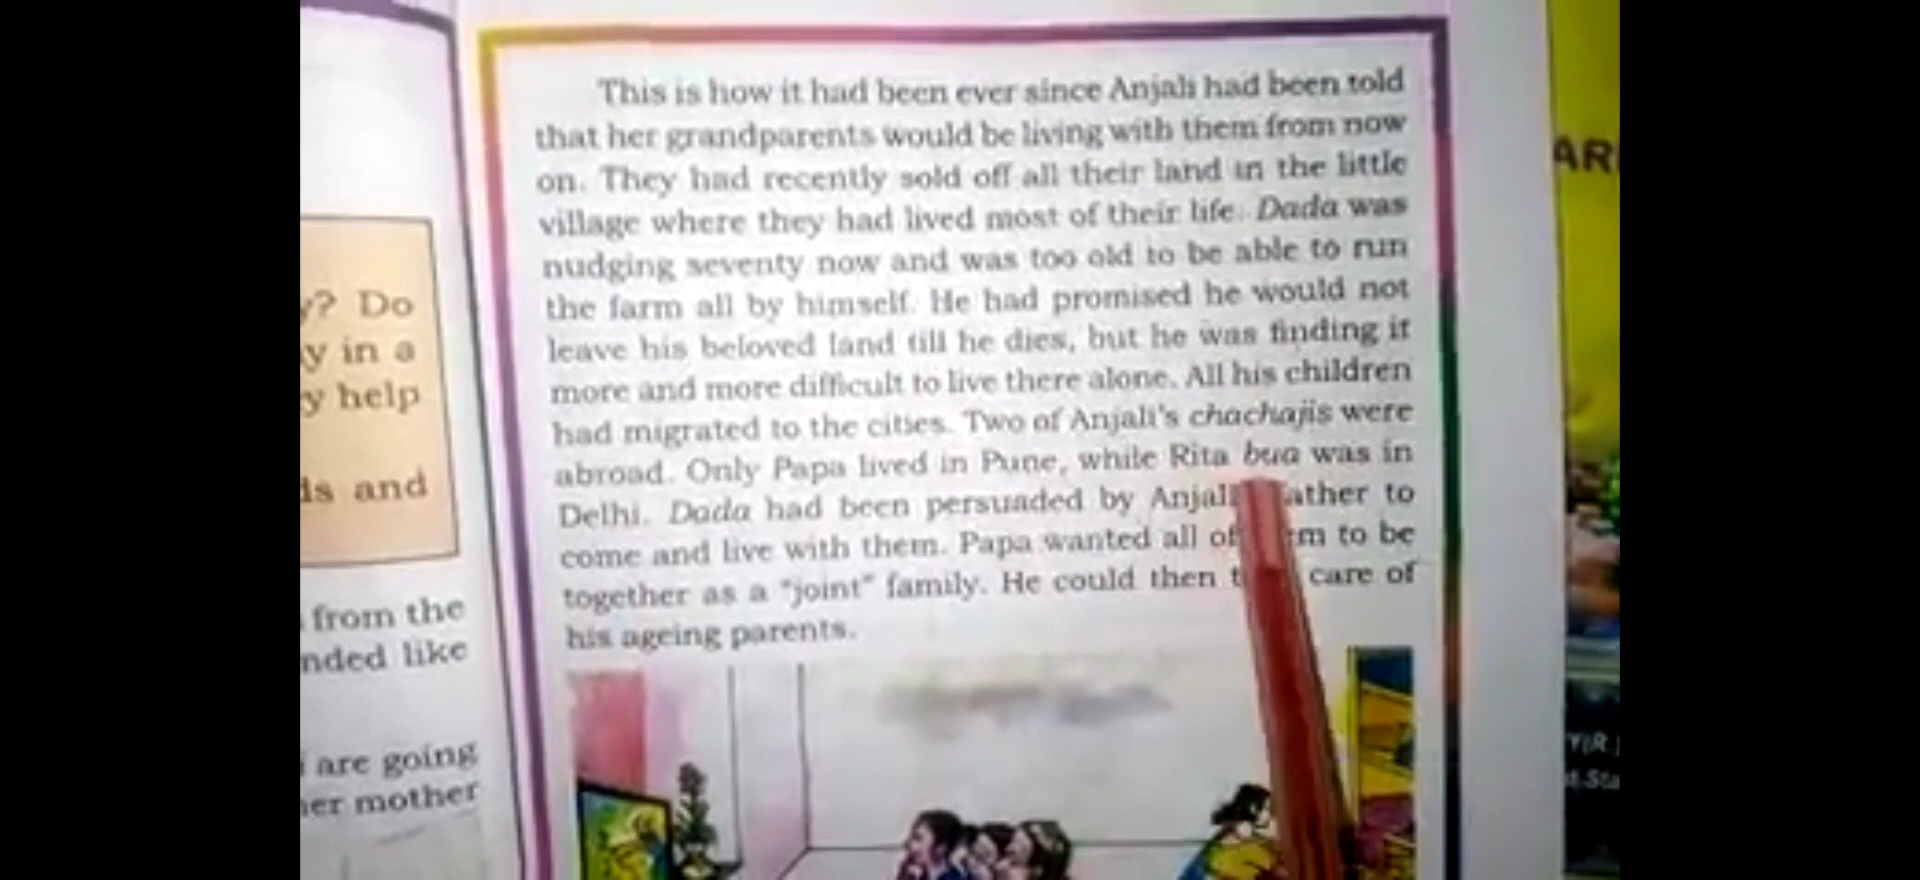 y? Do
y in a
y help
ls and
from the
nded like
are going
her mother
This is how it had been ever since Anjali had been told
that her grandparents would be living with them from now
on. They had recently sold off all their land in the little
village where they had lived most of their life. Dada was
nudging seventy now and was too old to be able to run
the farm all by himself. He had promised he would not
leave his beloved land till he dies, but he was finding it
more and more difficult to live there alone. All his children
had migrated to the cities. Two of Anjali's chachajis were
abroad. Only Papa lived in Pune, while Rita bua was in
Delhi. Dada had been persuaded by Anjali ather to
come and live with them. Papa wanted all of em to be
together as a "joint" family. He could then t care of
his ageing parents.
AR
Y(R.)